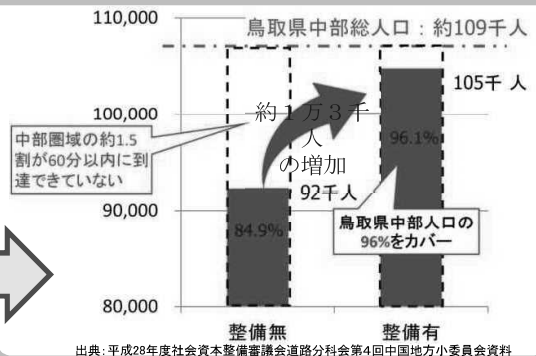 110,000
鳥取県中部総人口：約109千人
105千 人
100,000
約１万３千
人
の増加
96.1%
中部圏域の約1.5
割が60分以内に到
達できていない
92千人
90,000
84.9%
鳥取県中部人口の
96%をカバー
80,000
整備無
整備有
出典：平成28年度社会資本整備審議会道路分科会第4回中国地方小委員会資料